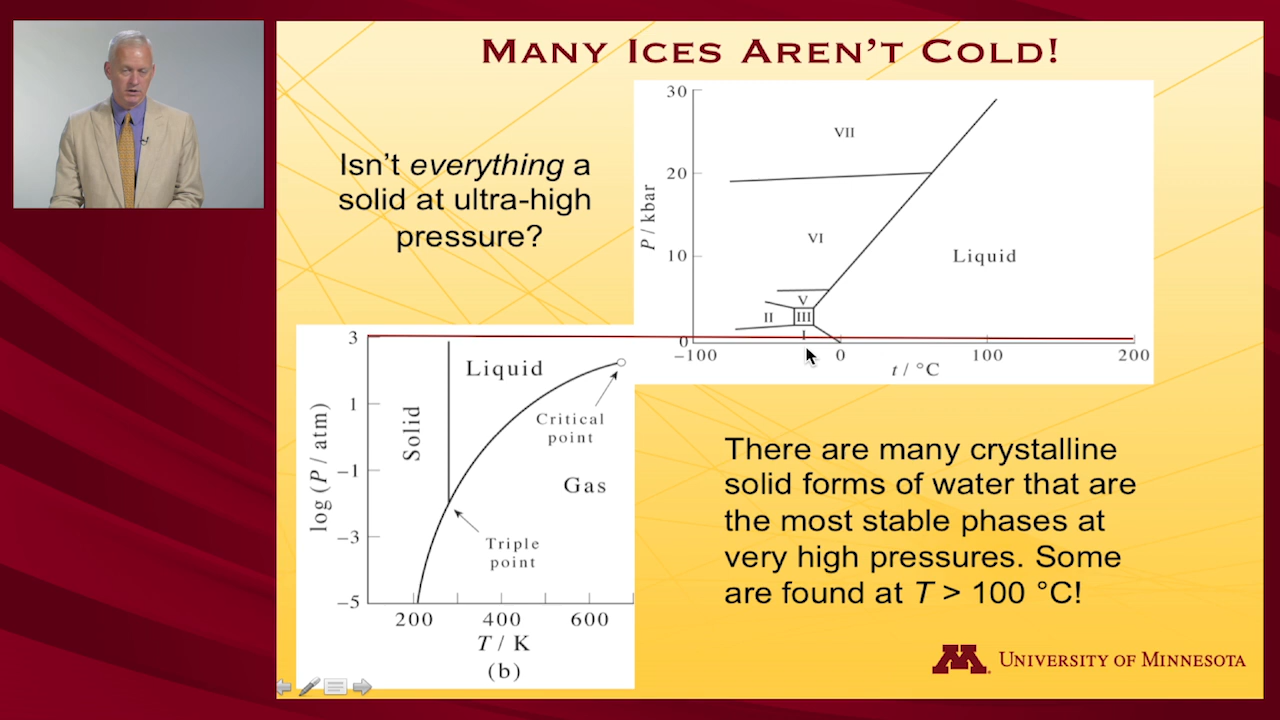 MANY ICES AREN'T COLD!
Isn't everything a
solid at ultra-high
pressure?
30
20
10
0
P / kbar
VII
VI
V
II
III
I
Liquid
−100
0
100
200
t / °C
3
1
−1
−3
−5
log (P / atm)
Solid
Liquid
Critical
point
Gas
Triple
point
200
400
600
T / K
(b)
There are many crystalline
solid forms of water that are
the most stable phases at
very high pressures. Some
are found at T > 100 °C!
M
UNIVERSITY OF MINNESOTA